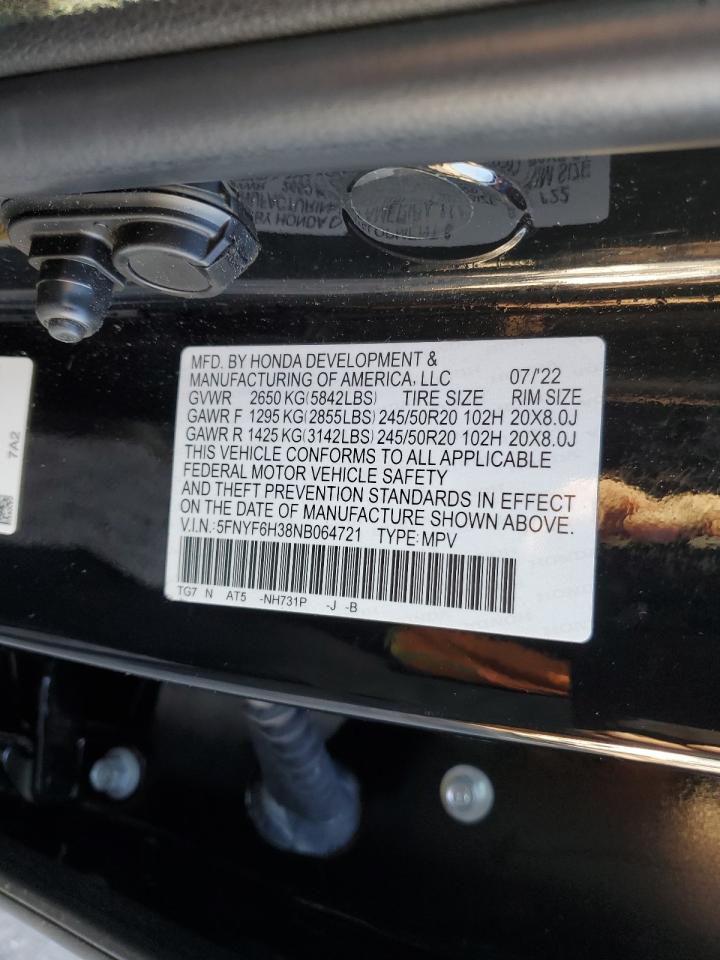 MFD. BY HONDA DEVELOPMENT &
MANUFACTURING OF AMERICA, LLC 07/'22
GVWR 2650 KG(5842LBS) TIRE SIZE RIM SIZE
GAWR F 1295 KG(2855LBS) 245/50R20 102H 20X8.0J
GAWR R 1425 KG(3142LBS) 245/50R20 102H 20X8.0J
THIS VEHICLE CONFORMS TO ALL APPLICABLE
FEDERAL MOTOR VEHICLE SAFETY
AND THEFT PREVENTION STANDARDS IN EFFECT
ON THE DATE OF MANUFACTURE SHOWN ABOVE.
V.I.N.:5FNYF6H38NB064721 TYPE:MPV
TG7 N AT5 -NH731P -J -B
7A2